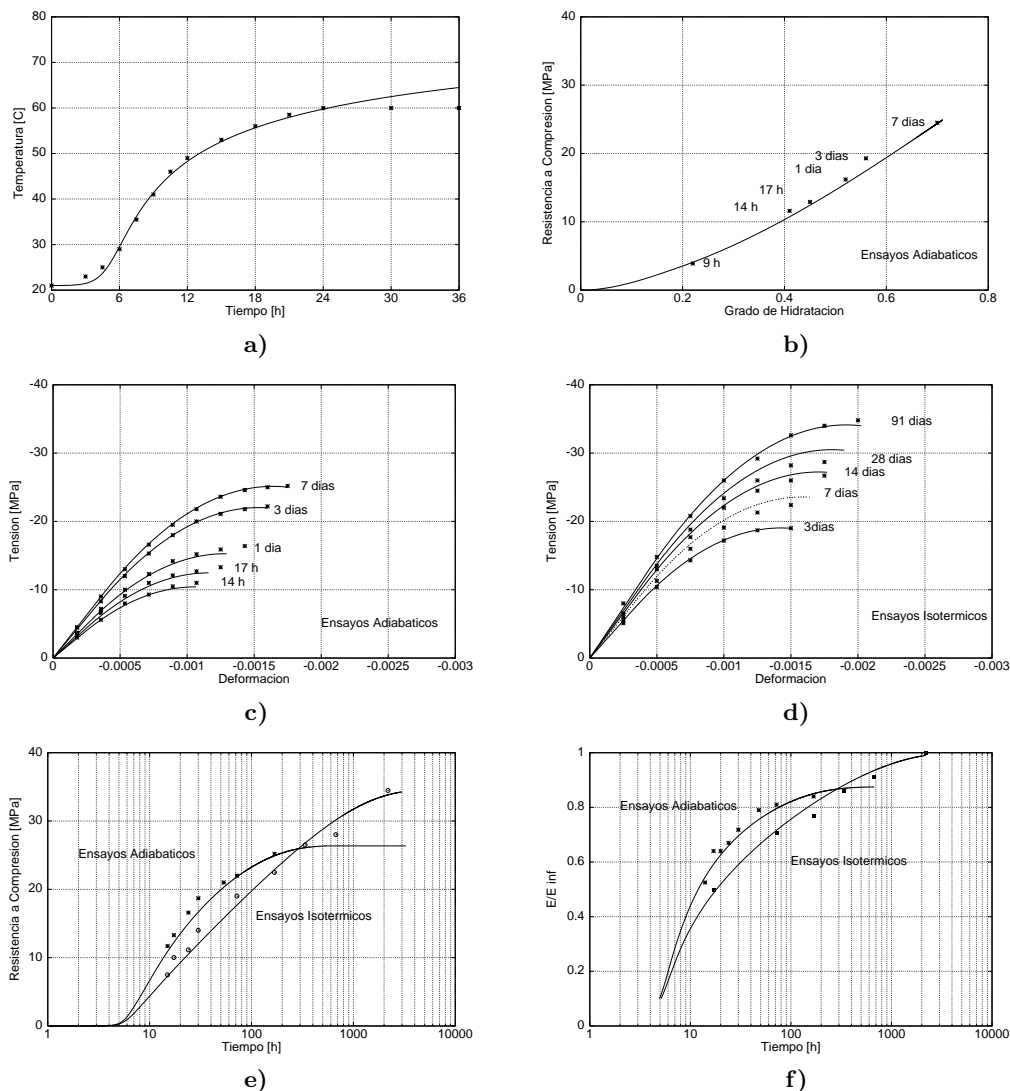 80
70
60
50
40
30
20
0
6
12
18
24
30
36
Temperatura [C]
Tiempo [h]
a)
40
30
20
10
0
0
0.2
0.4
0.6
0.8
Resistencia a Compresion [MPa]
Grado de Hidratacion
7 dias
3 dias
1 dia
17 h
14 h
9 h
Ensayos Adiabaticos
b)
-40
-30
-20
-10
0
0
-0.0005
-0.001
-0.0015
-0.002
-0.0025
-0.003
Tension [MPa]
Deformacion
7 dias
3 dias
1 dia
17 h
14 h
Ensayos Adiabaticos
c)
-40
-30
-20
-10
0
0
-0.0005
-0.001
-0.0015
-0.002
-0.0025
-0.003
Tension [MPa]
Deformacion
91 dias
28 dias
14 dias
7 dias
3dias
Ensayos Isotermicos
d)
40
30
20
10
0
1
10
100
1000
10000
Resistencia a Compresion [MPa]
Tiempo [h]
Ensayos Adiabaticos
Ensayos Isotermicos
e)
1
0.8
0.6
0.4
0.2
0
1
10
100
1000
10000
E/E inf
Tiempo [h]
Ensayos Adiabaticos
Ensayos Isotermicos
f)